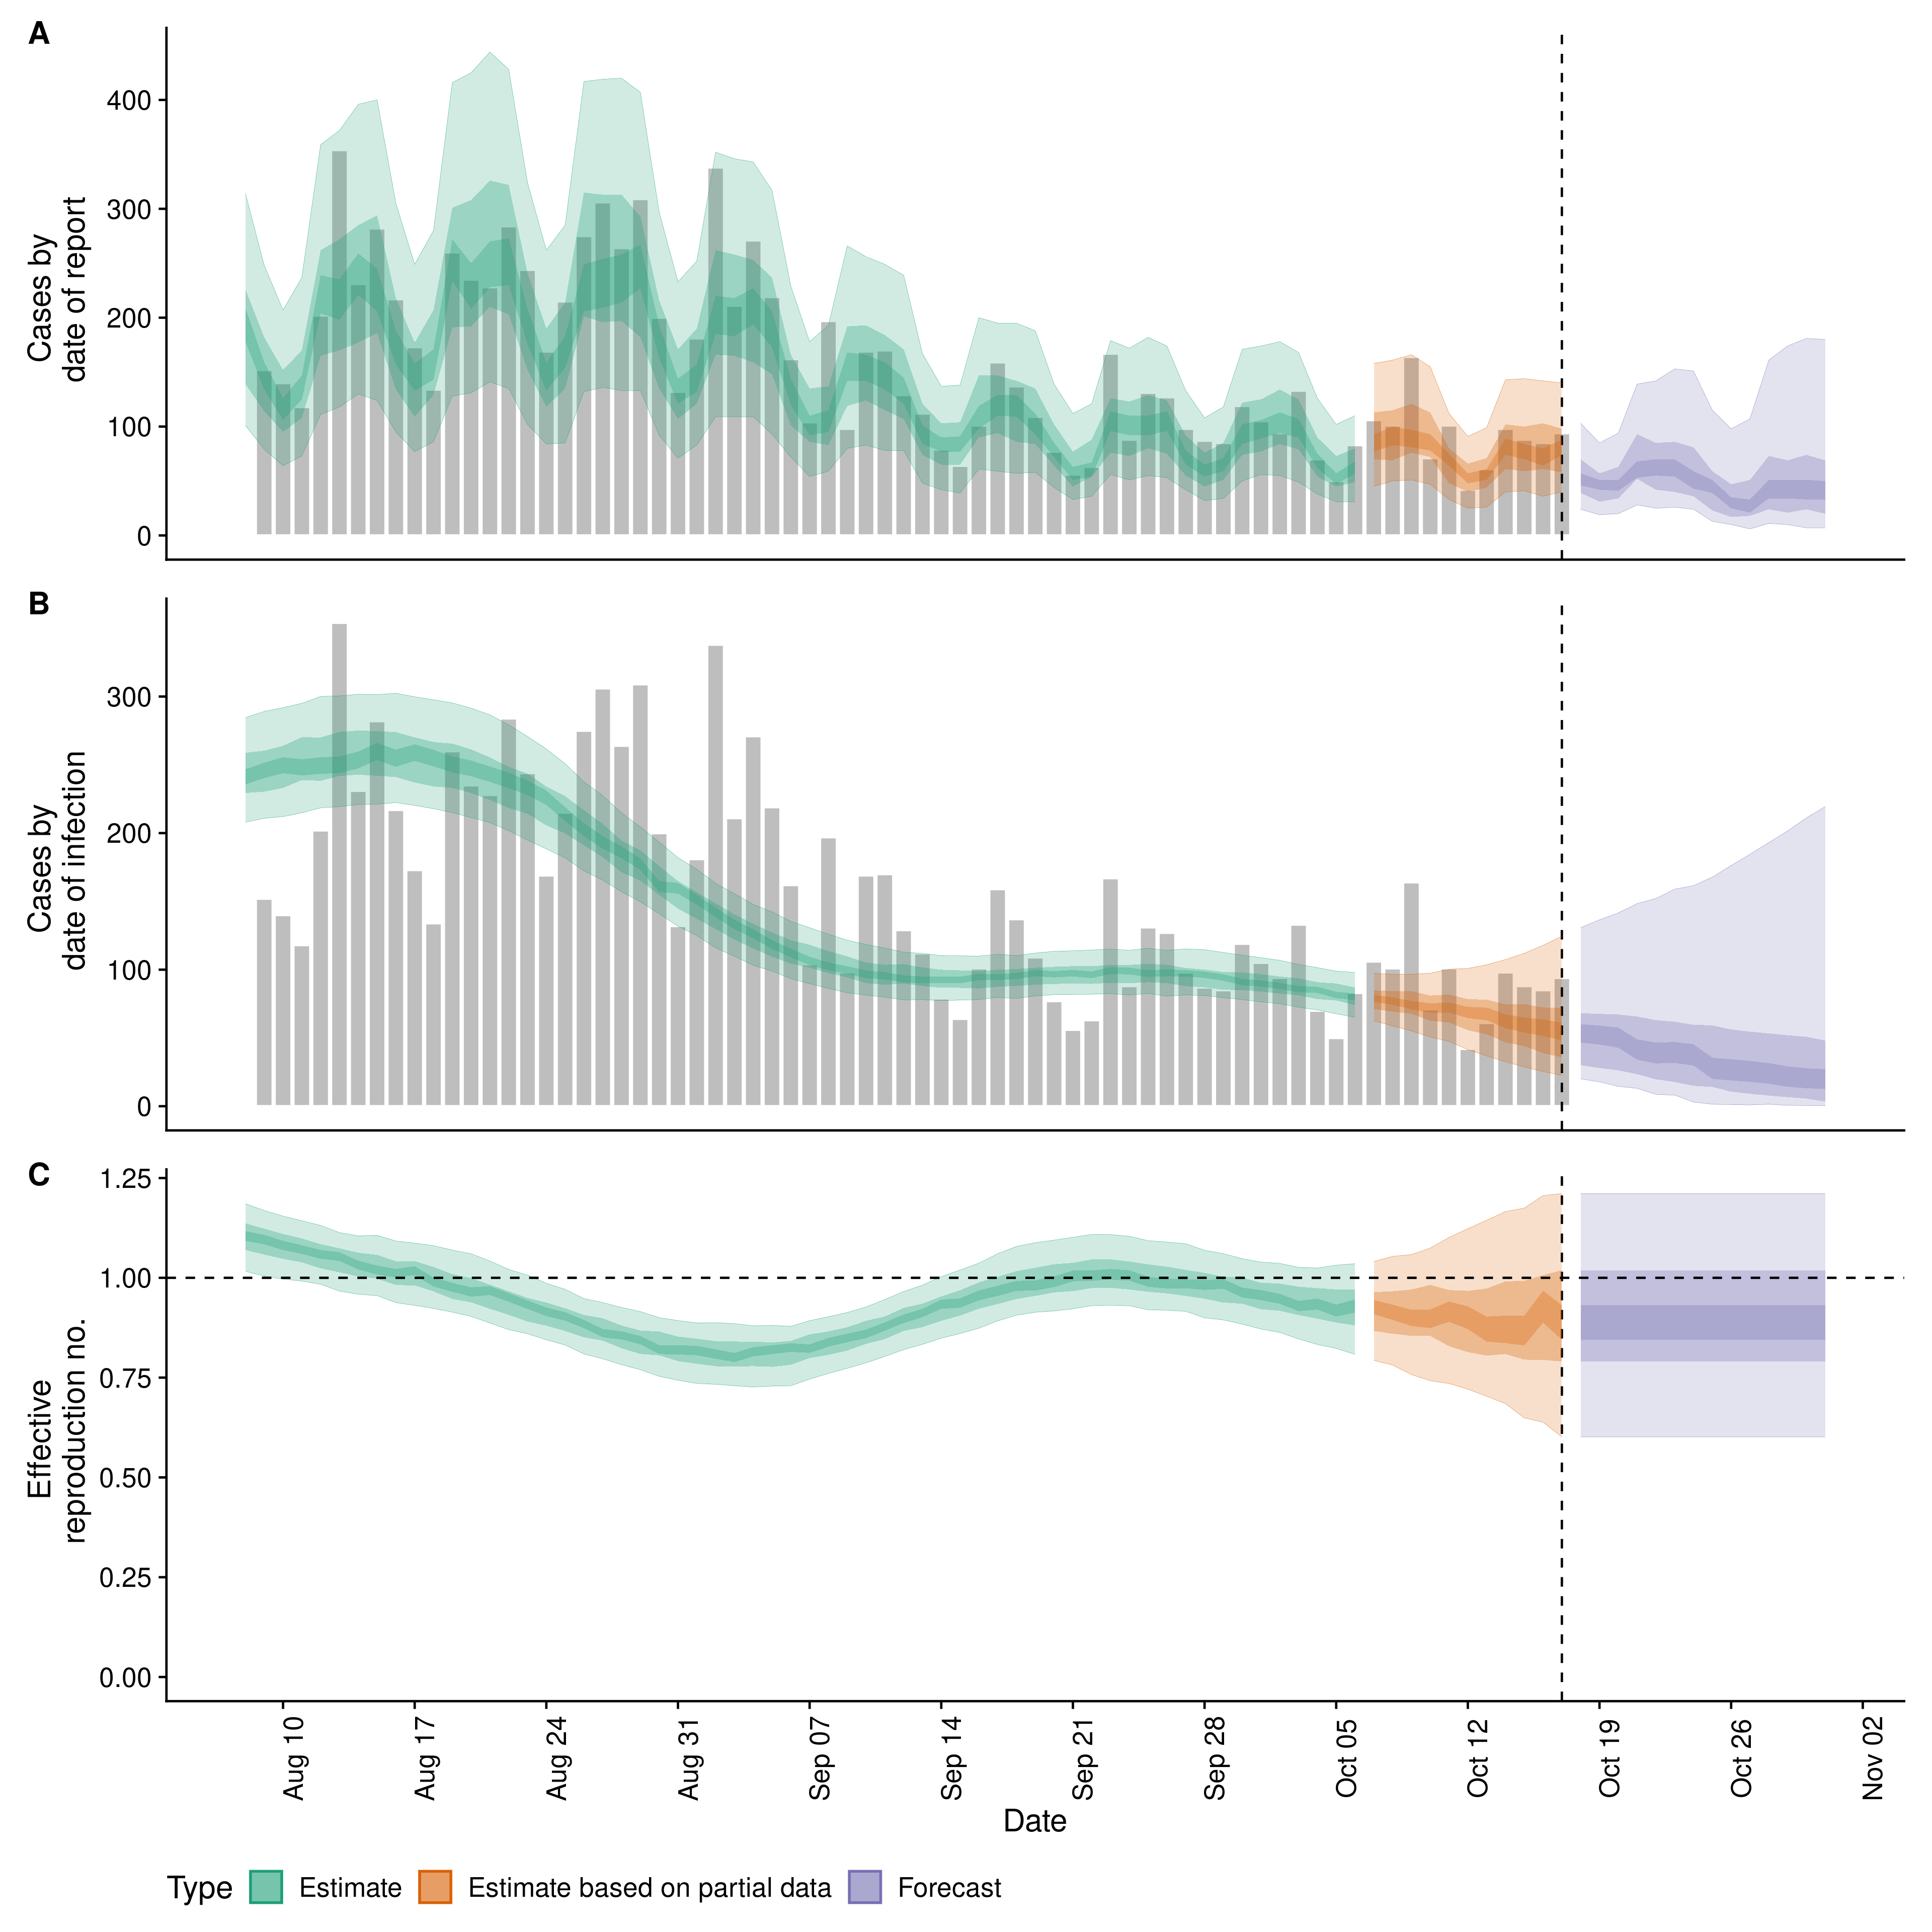 A
Cases by
date of report
400
300
200
100
0
B
Cases by
date of infection
300
200
100
0
C
Effective
reproduction no.
1.25
1.00
0.75
0.50
0.25
0.00
Aug 10
Aug 17
Aug 24
Aug 31
Sep 07
Sep 14
Sep 21
Sep 28
Oct 05
Oct 12
Oct 19
Oct 26
Nov 02
Date
Type Estimate Estimate based on partial data Forecast